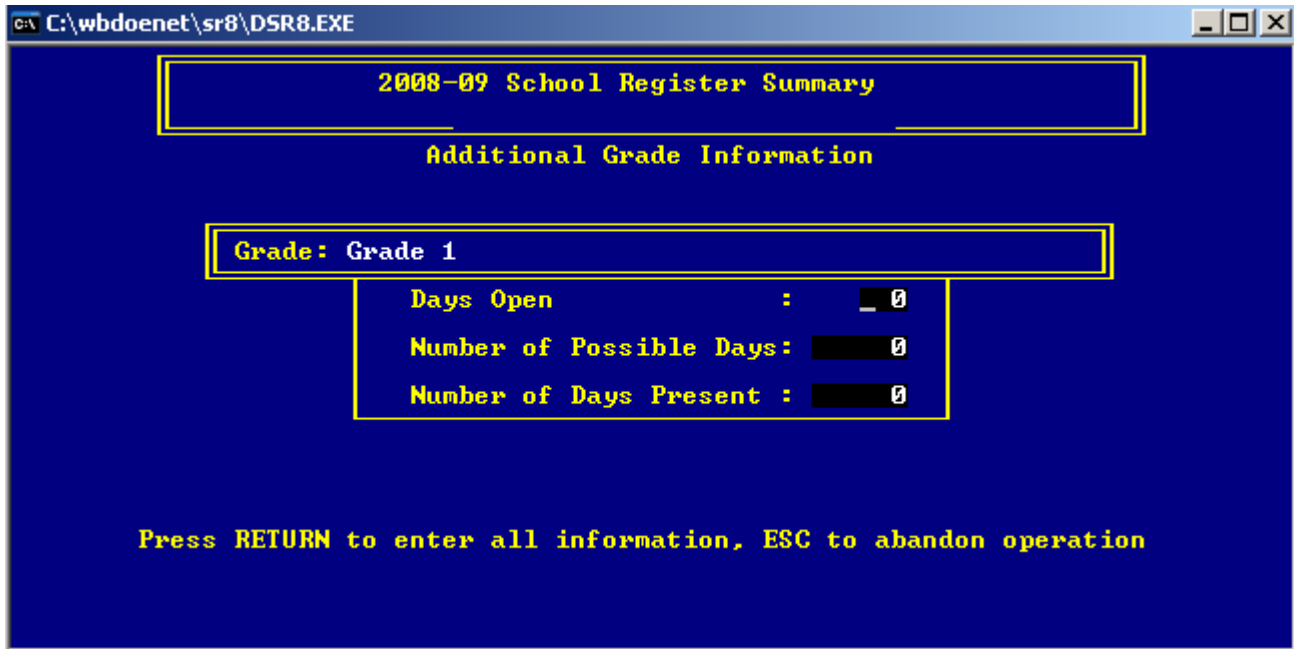 C:\wbdoenet\sr8\DSR8.EXE
2008-09 School Register Summary
Additional Grade Information
Grade: Grade 1
Days Open : _ 0
Number of Possible Days: 0
Number of Days Present : 0
Press RETURN to enter all information, ESC to abandon operation